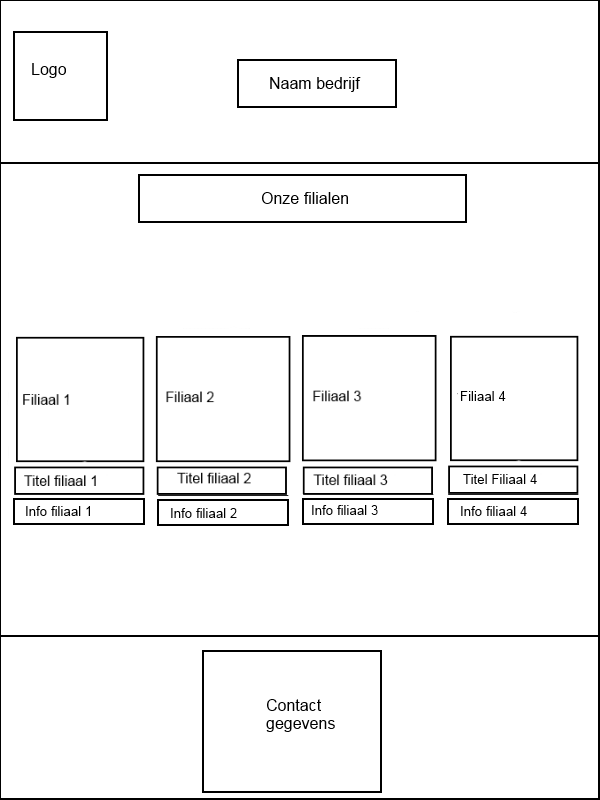 Logo
Naam bedrijf
Onze filialen
Filiaal 1
Filiaal 2
Filiaal 3
Filiaal 4
Titel filiaal 1
Titel filiaal 2
Titel filiaal 3
Titel Filiaal 4
Info filiaal 1
Info filiaal 2
Info filiaal 3
Info filiaal 4
Contact
gegevens